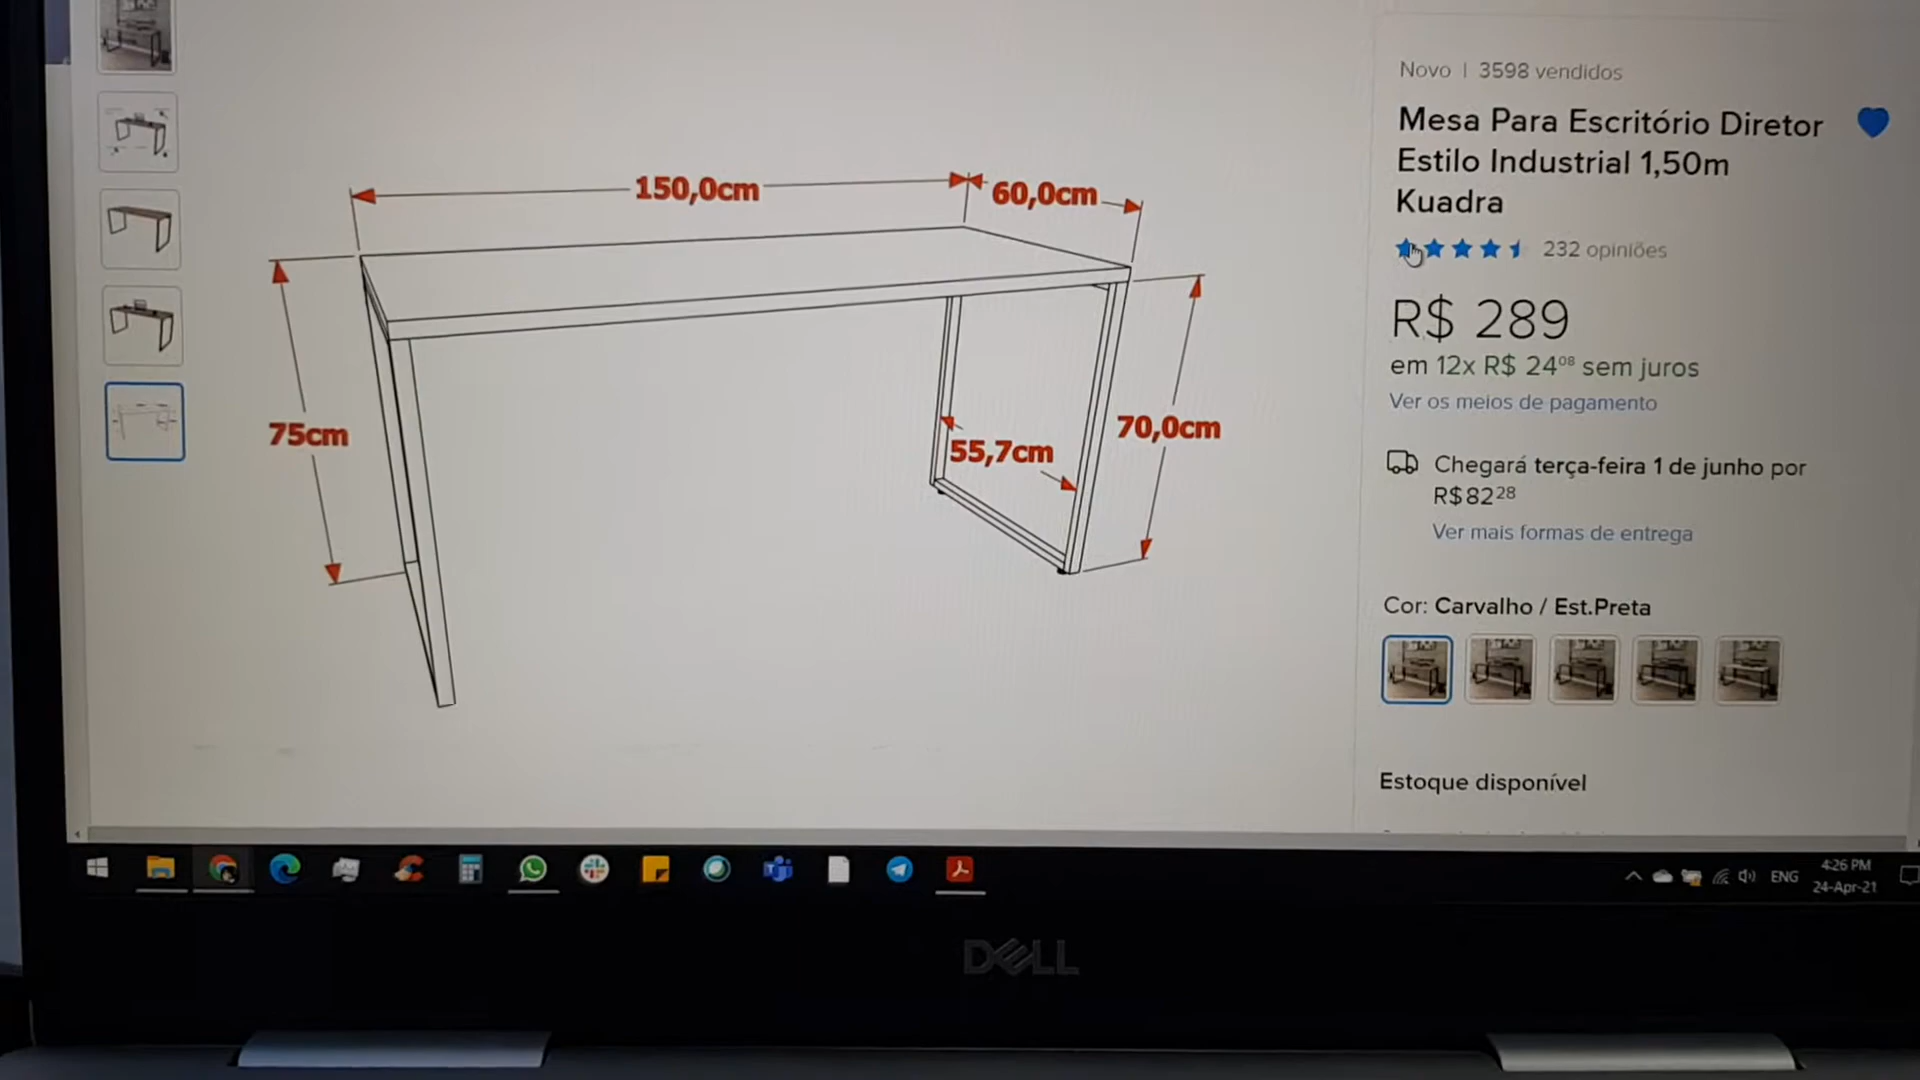 150,0cm
60,0cm
75cm
55,7cm
70,0cm
Novo | 3598 vendidos
Mesa Para Escritório Diretor
Estilo Industrial 1,50m
Kuadra
232 opiniões
R$ 289
em 12x R$ 24⁰⁸ sem juros
Ver os meios de pagamento
Chegará terça-feira 1 de junho por
R$82²⁸
Ver mais formas de entrega
Cor: Carvalho / Est.Preta
Estoque disponível
ENG
4:26 PM
24-Apr-21
DELL